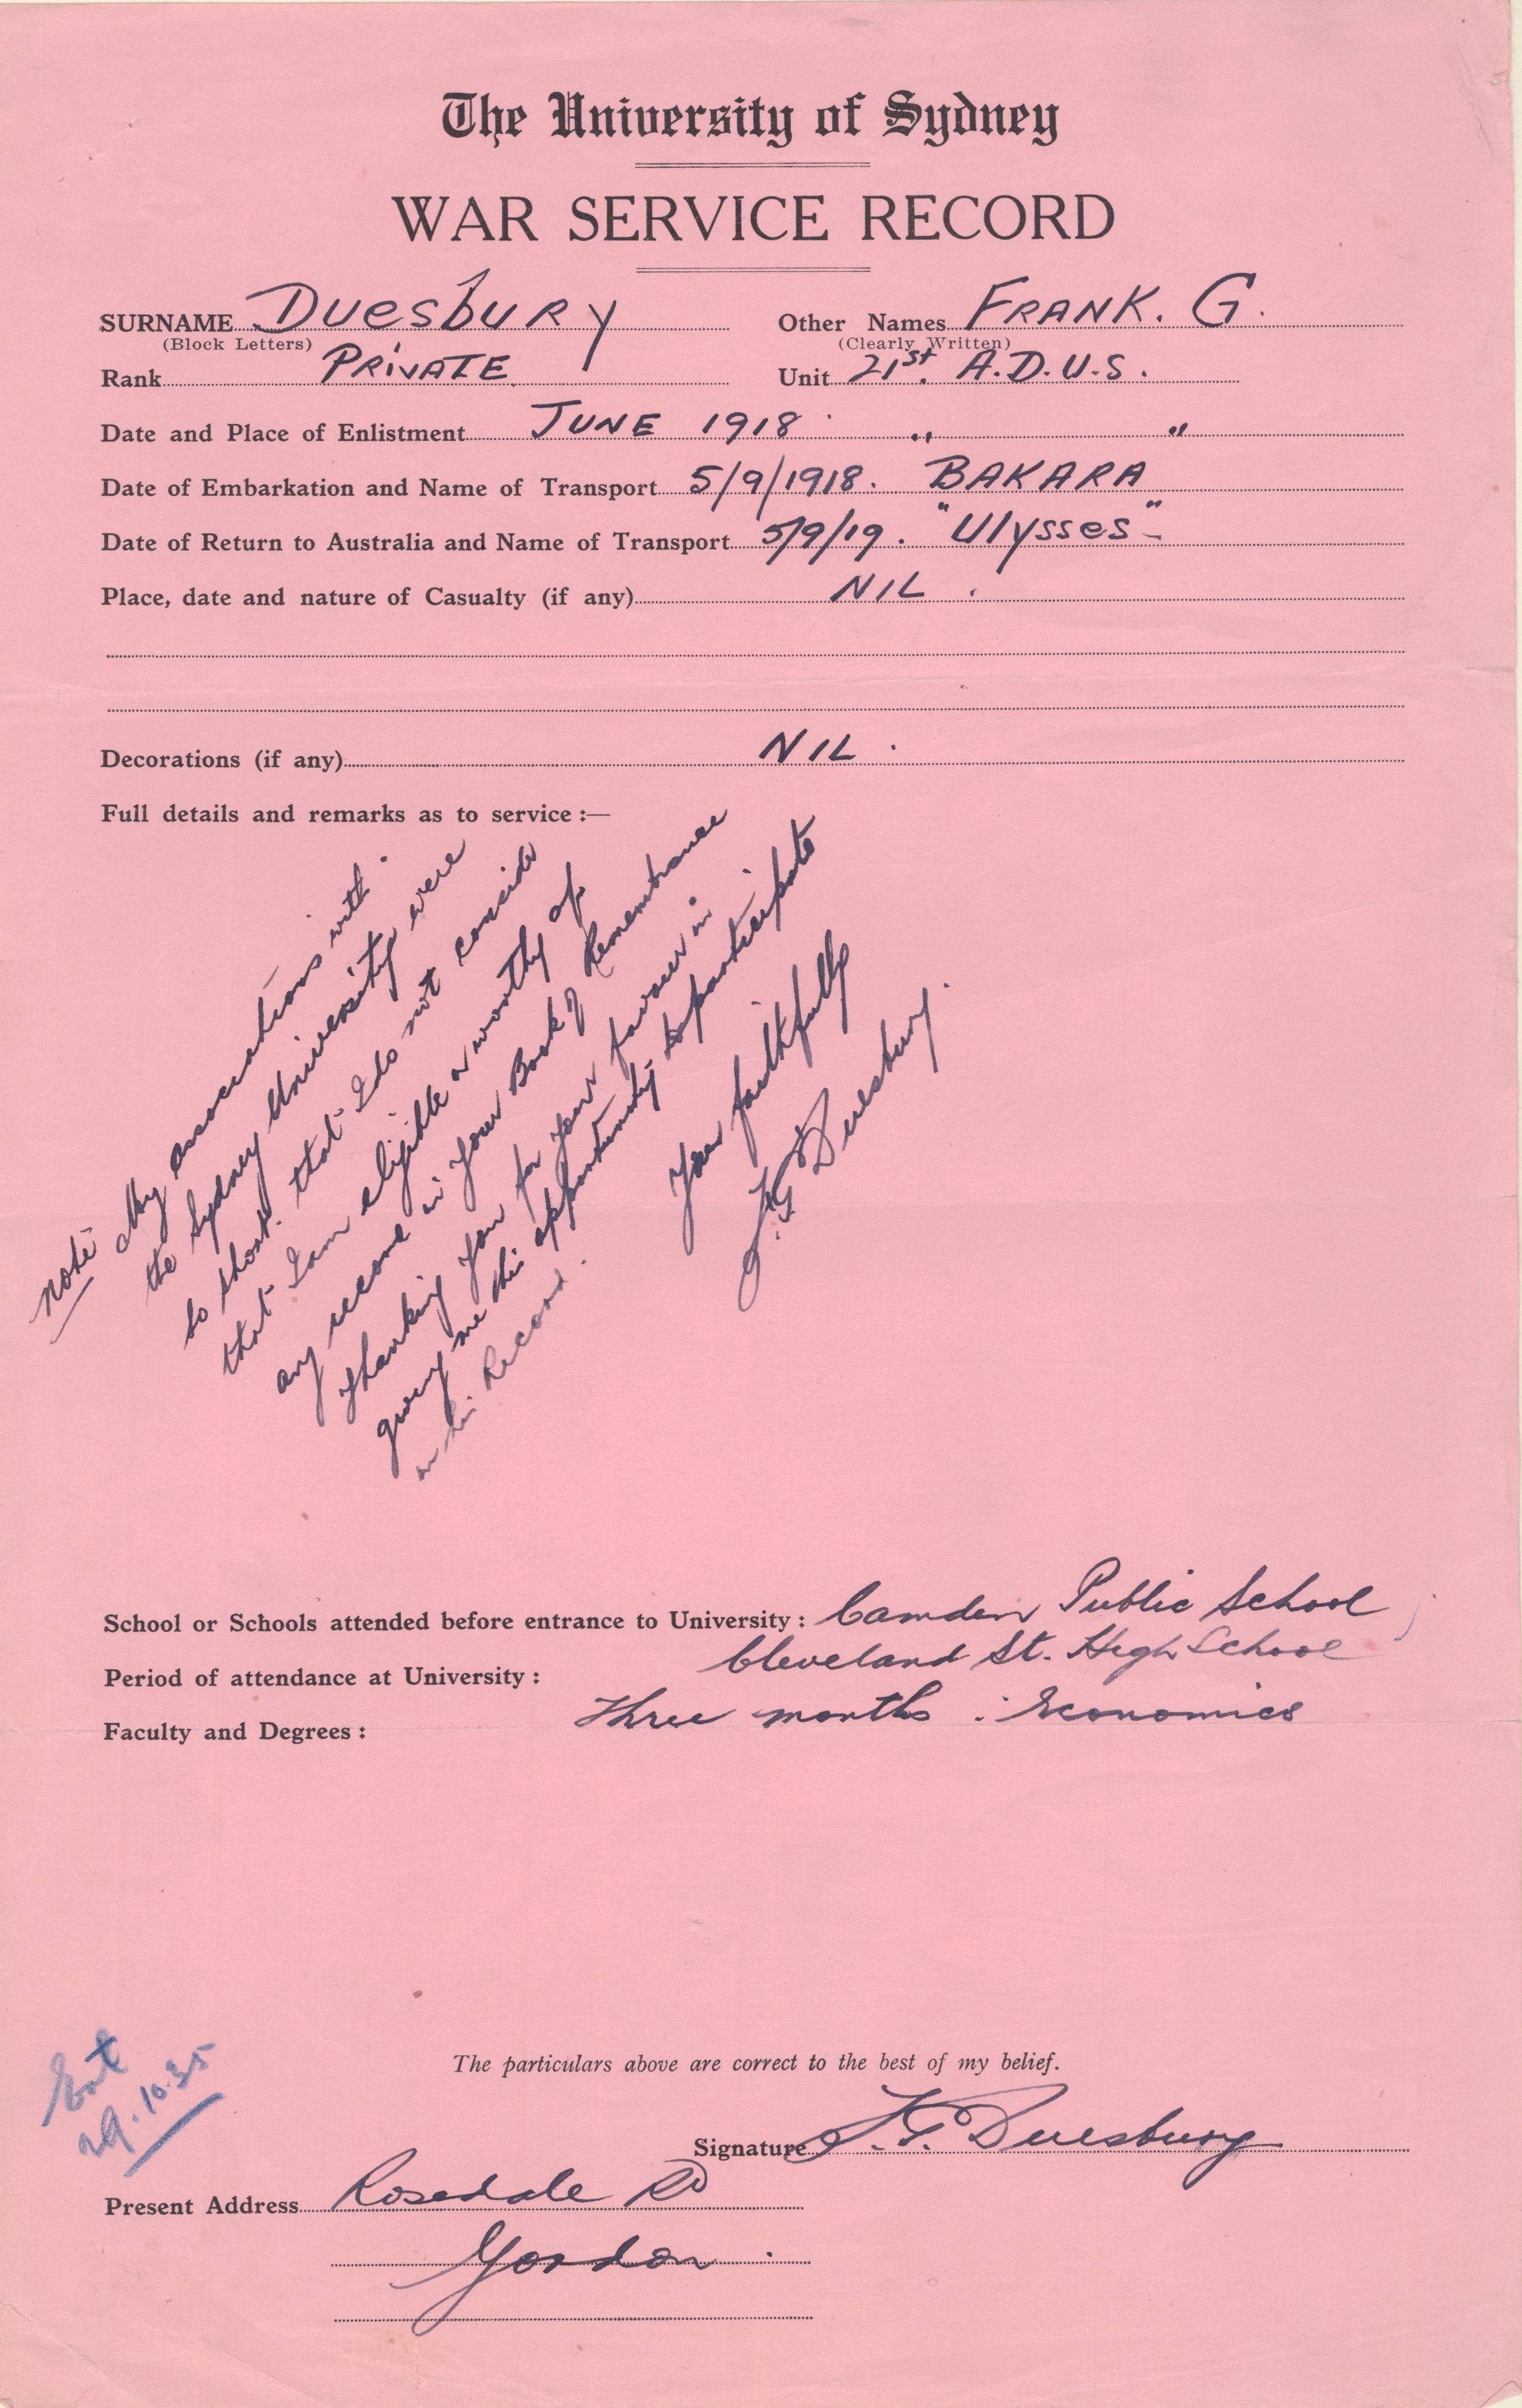 The University of Sydney
WAR SERVICE RECORD
SURNAME Duesbury Other Names FRANK. G.
(Block Letters) (Clearly Written)
Rank PRIVATE Unit 21st. A.D.U.S.
Date and Place of Enlistment JUNE 1918 " "
Date of Embarkation and Name of Transport 5/9/1918. BAKARA
Date of Return to Australia and Name of Transport 5/9/19. "Ulysses"
Place, date and nature of Casualty (if any) NIL.
Decorations (if any) NIL.
Full details and remarks as to service :—
Note My associations with
the Sydney University were
so short that I do not conside
that I am eligible or worthy of
any record in your Book of Remembrance
Thanking you for your favour in
giving me this opportunity to participate
in Record.
Your faithfully
F G Duesbury.
School or Schools attended before entrance to University : Camden Public School
Cleveland St. High School
Period of attendance at University :
Three months : Economics
Faculty and Degrees :
The particulars above are correct to the best of my belief.
Ent
29.10.35
Signature F. G. Duesbury
Present Address Rosedale Rd
Gordon.